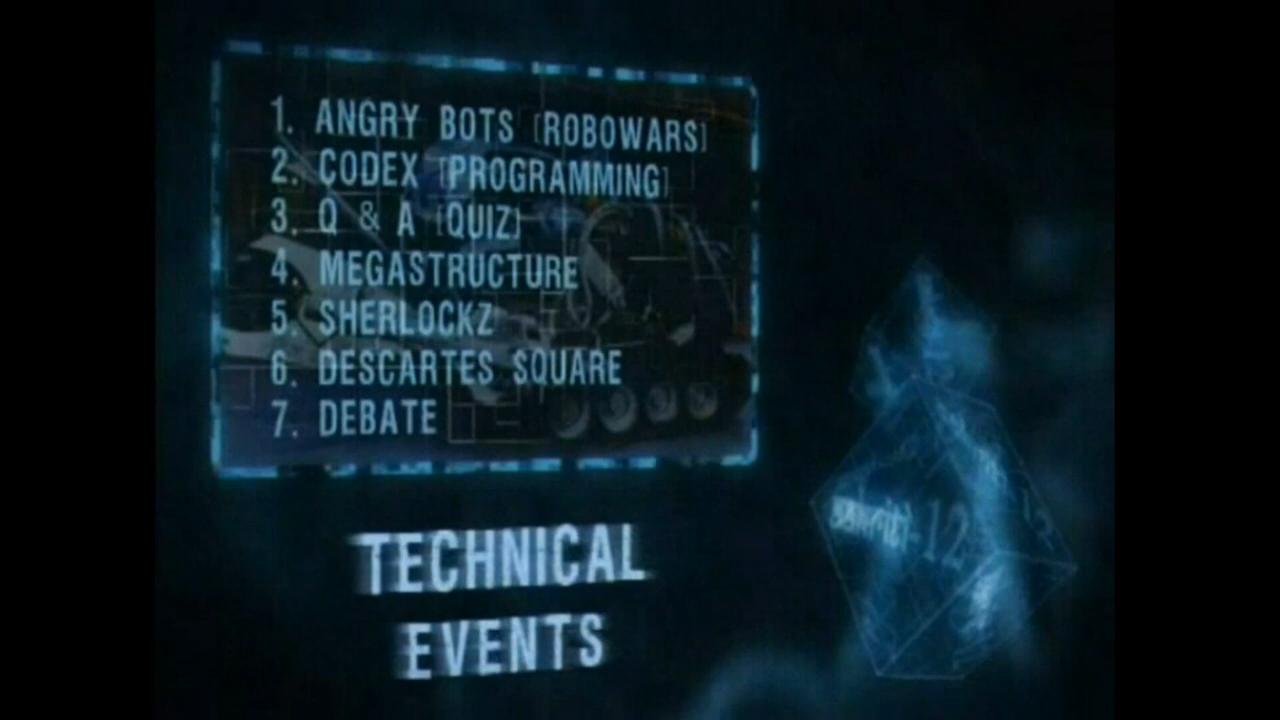 1. ANGRY BOTS [ROBOWARS]
2. CODEX [PROGRAMMING]
3. Q & A [QUIZ]
4. MEGASTRUCTURE
5. SHERLOCKZ
6. DESCARTES SQUARE
7. DEBATE
TECHNICAL
EVENTS